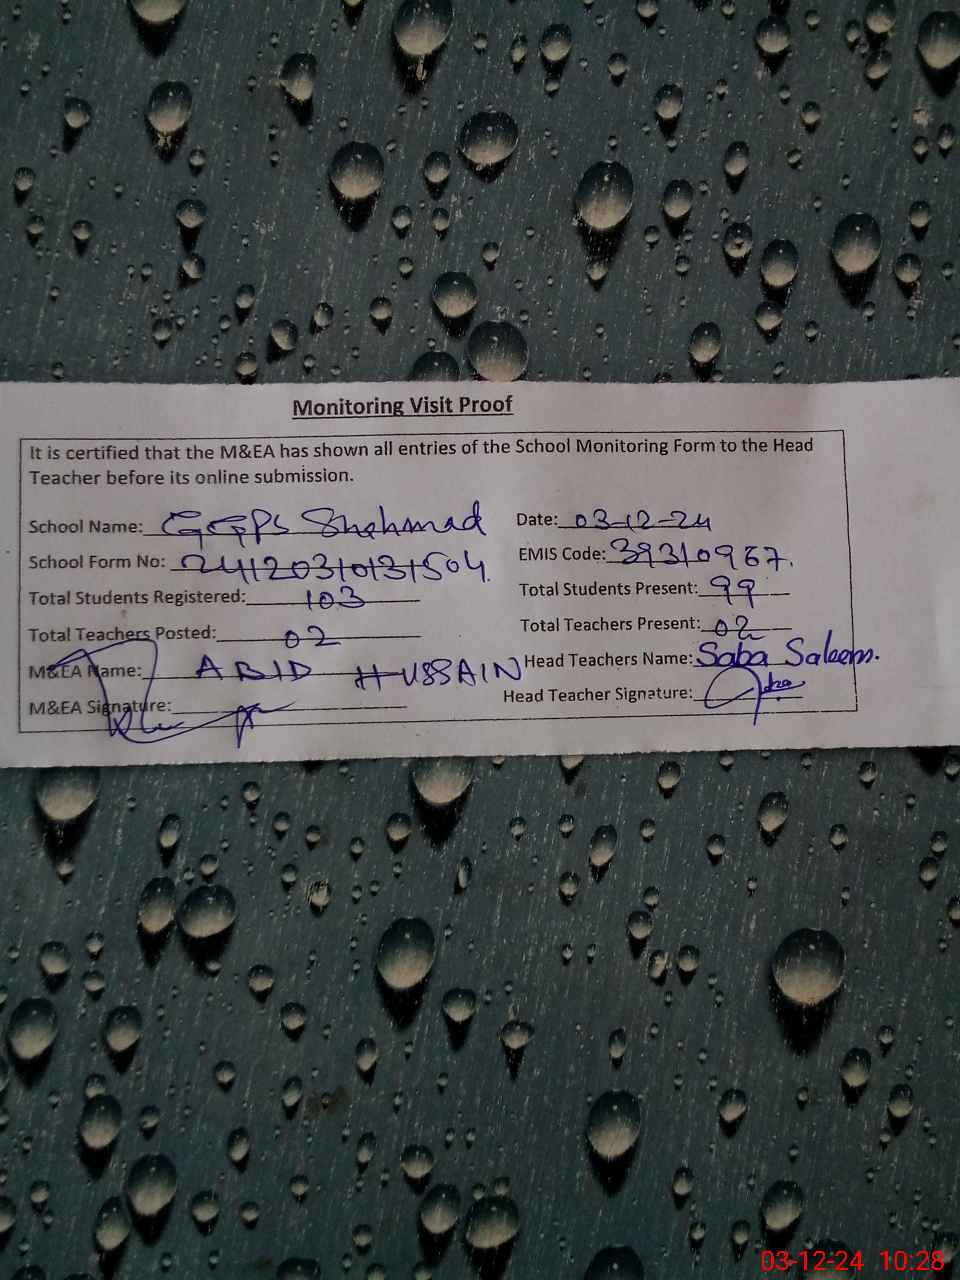 Monitoring Visit Proof
It is certified that the M&EA has shown all entries of the School Monitoring Form to the Head
Teacher before its online submission.
School Name: GGPS Shahmad Date: 03-12-24
School Form No: 24120310131504 EMIS Code: 39310967
Total Students Registered: 103 Total Students Present: 99
Total Teachers Posted: 02 Total Teachers Present: 02
M&EA Name: ABID HUSSAIN Head Teachers Name: Saba Saleem.
M&EA Signature: Head Teacher Signature:
03-12-24 10:28